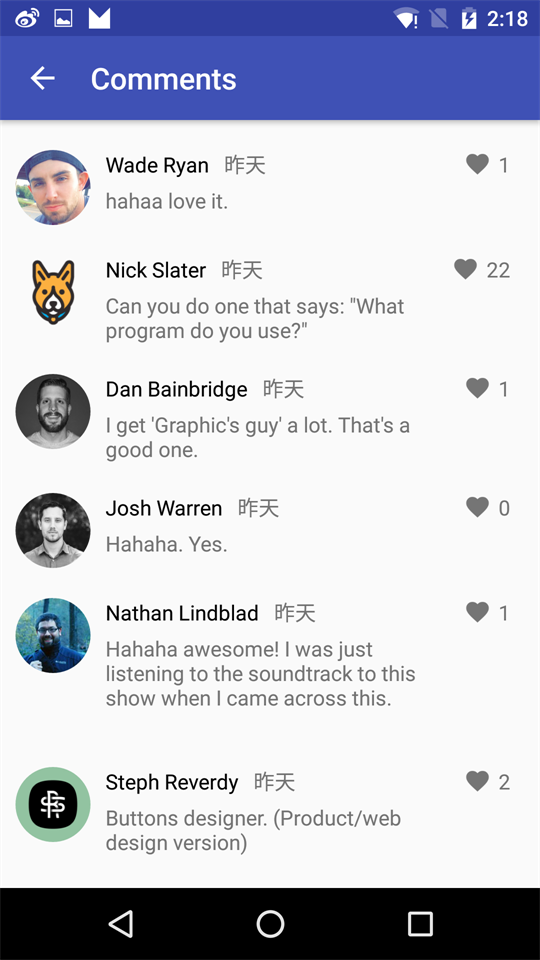 2:18
Comments
Wade Ryan 昨天 1
hahaa love it.
Nick Slater 昨天 22
Can you do one that says: "What
program do you use?"
Dan Bainbridge 昨天 1
I get 'Graphic's guy' a lot. That's a
good one.
Josh Warren 昨天 0
Hahaha. Yes.
Nathan Lindblad 昨天 1
Hahaha awesome! I was just
listening to the soundtrack to this
show when I came across this.
Steph Reverdy 昨天 2
Buttons designer. (Product/web
design version)